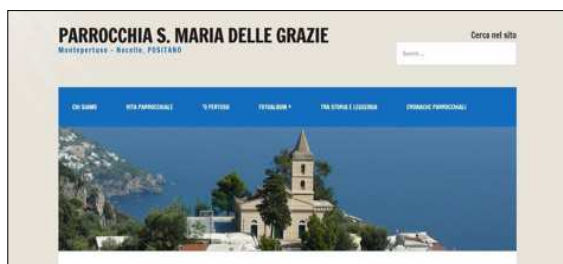 PARROCCHIA S. MARIA DELLE GRAZIE
Montepertuso - Nocelle, POSITANO
Cerca nel sito
Search...
CHI SIAMO
VITA PARROCCHIALE
'O PERTUSO
FOTOALBUM
TRA STORIA E LEGGENDA
CRONACHE PARROCCHIALI